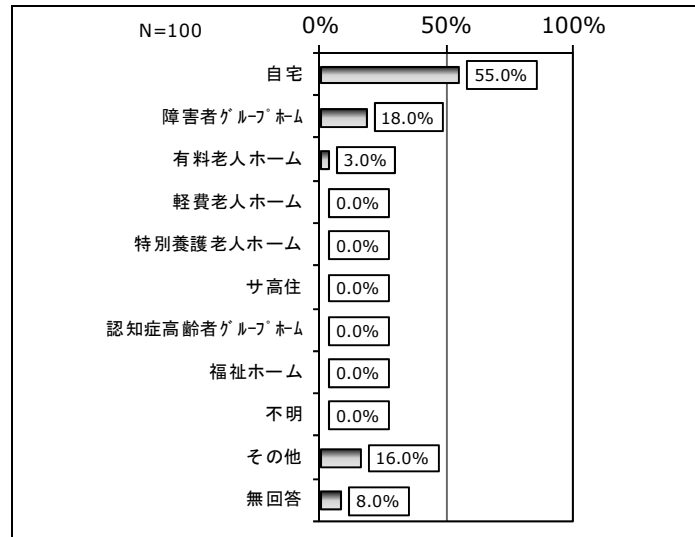 N=100
0% 50% 100%
自宅 55.0%
障害者ｸﾞﾙｰﾌﾟﾎｰﾑ 18.0%
有料老人ホーム 3.0%
軽費老人ホーム 0.0%
特別養護老人ホーム 0.0%
サ高住 0.0%
認知症高齢者ｸﾞﾙｰﾌﾟﾎｰﾑ 0.0%
福祉ホーム 0.0%
不明 0.0%
その他 16.0%
無回答 8.0%